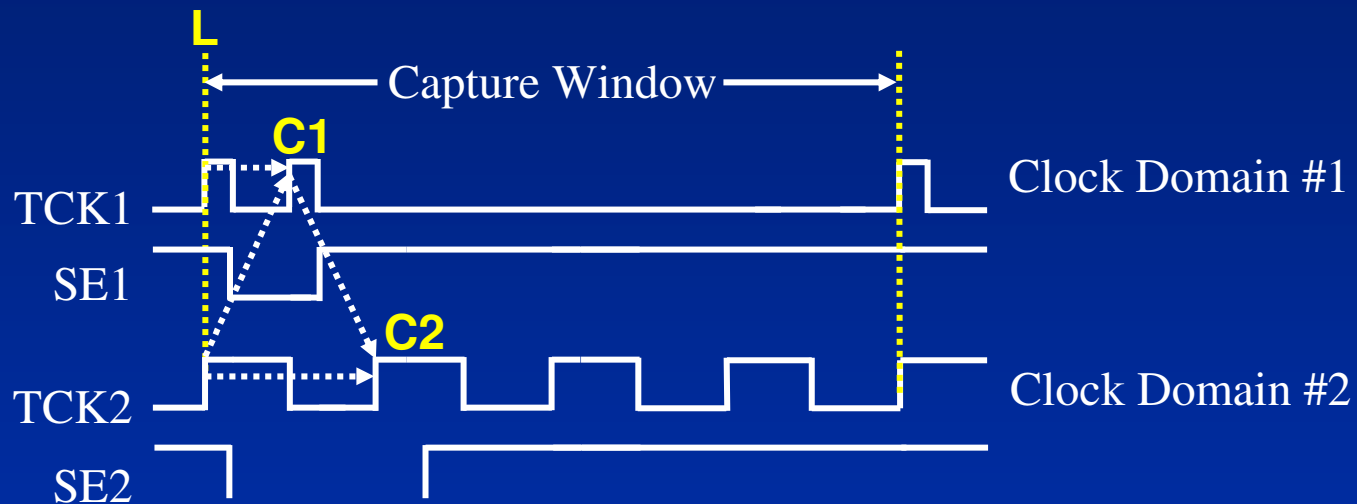 L
Capture Window
C1
TCK1
Clock Domain #1
SE1
C2
TCK2
Clock Domain #2
SE2